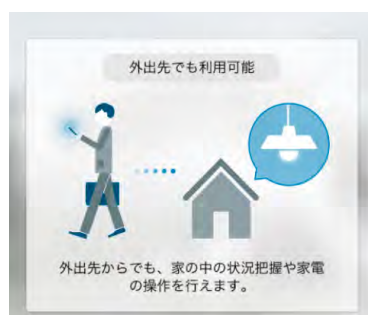 外出先でも利用可能
外出先からでも、家の中の状況把握や家電
の操作を行えます。